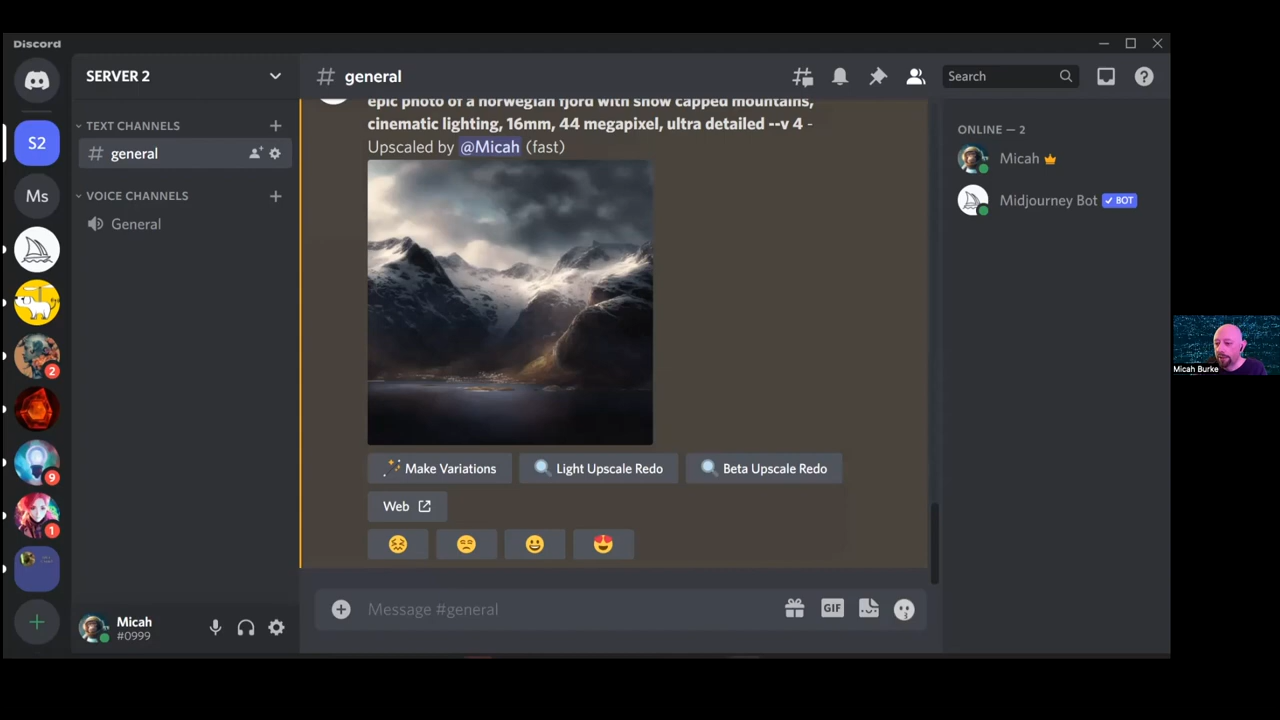 Discord
SERVER 2
# general
Search
epic photo of a norwegian fjord with snow capped mountains,
cinematic lighting, 16mm, 44 megapixel, ultra detailed --v 4 -
Upscaled by @Micah (fast)
TEXT CHANNELS
# general
VOICE CHANNELS
General
S2
Ms
2
9
1
ONLINE — 2
Micah
Midjourney Bot BOT
Micah Burke
Make Variations
Light Upscale Redo
Beta Upscale Redo
Web
Message #general
GIF
Micah
#0999